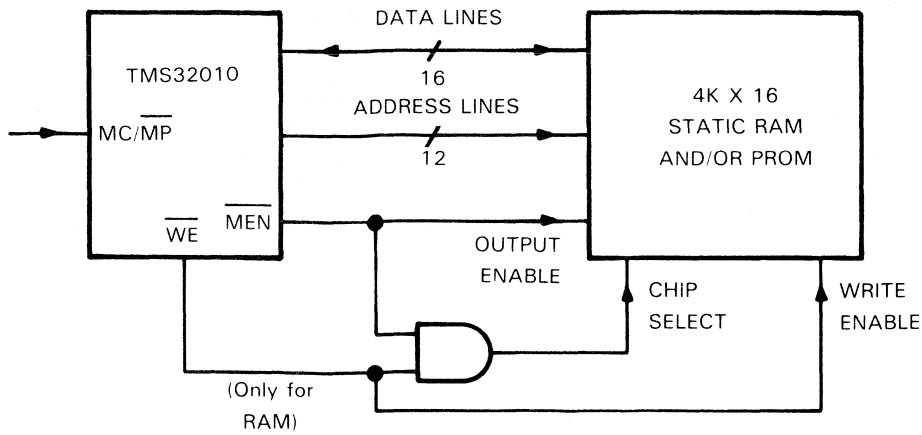 DATA LINES
16
TMS32010
ADDRESS LINES
12
MC/MP
4K X 16
STATIC RAM
AND/OR PROM
WE
MEN
OUTPUT
ENABLE
CHIP
SELECT
WRITE
ENABLE
(Only for
RAM)